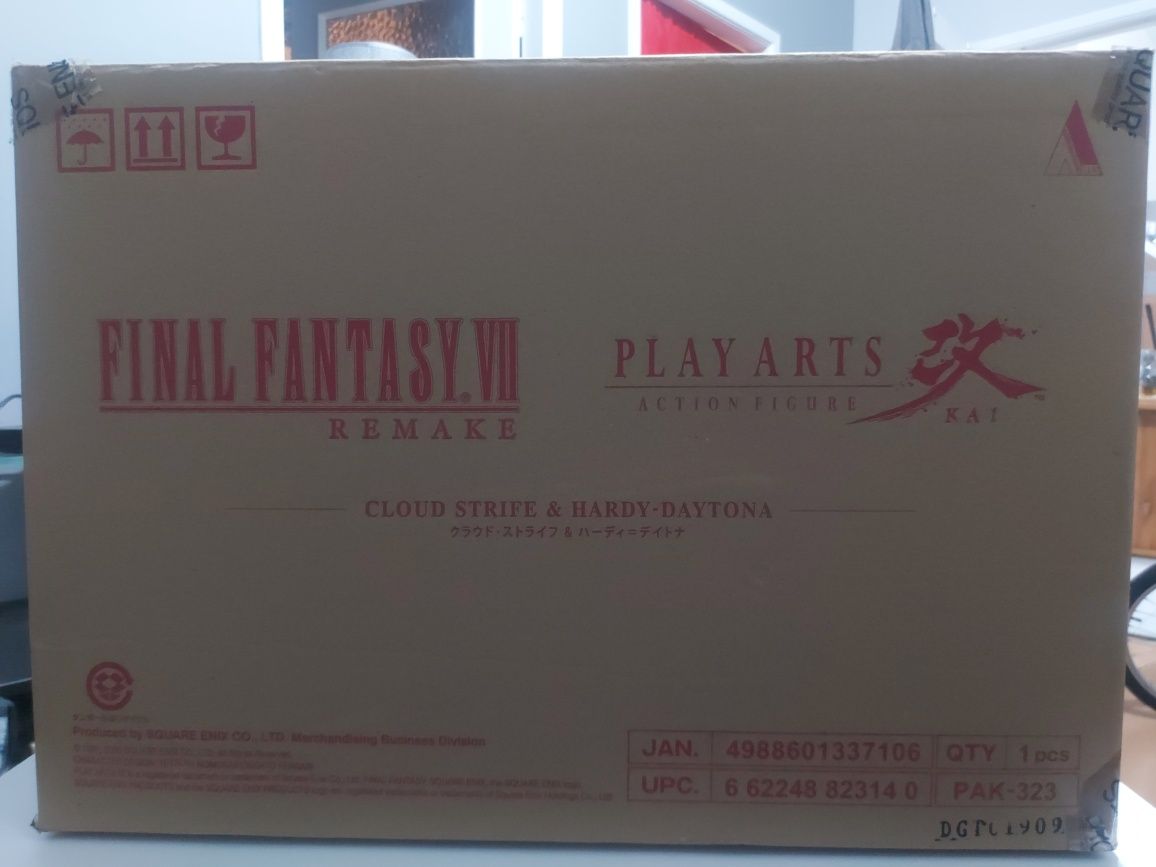 FINAL FANTASY. VII
REMAKE
PLAY ARTS 改
ACTION FIGURE KAI
CLOUD STRIFE & HARDY-DAYTONA
クラウド・ストライフ & ハーディ＝デイトナ
Produced by SQUARE ENIX CO., LTD. Merchandising Business Division
JAN. 4988601337106 QTY 1 pcs
UPC. 6 62248 82314 0 PAK-323